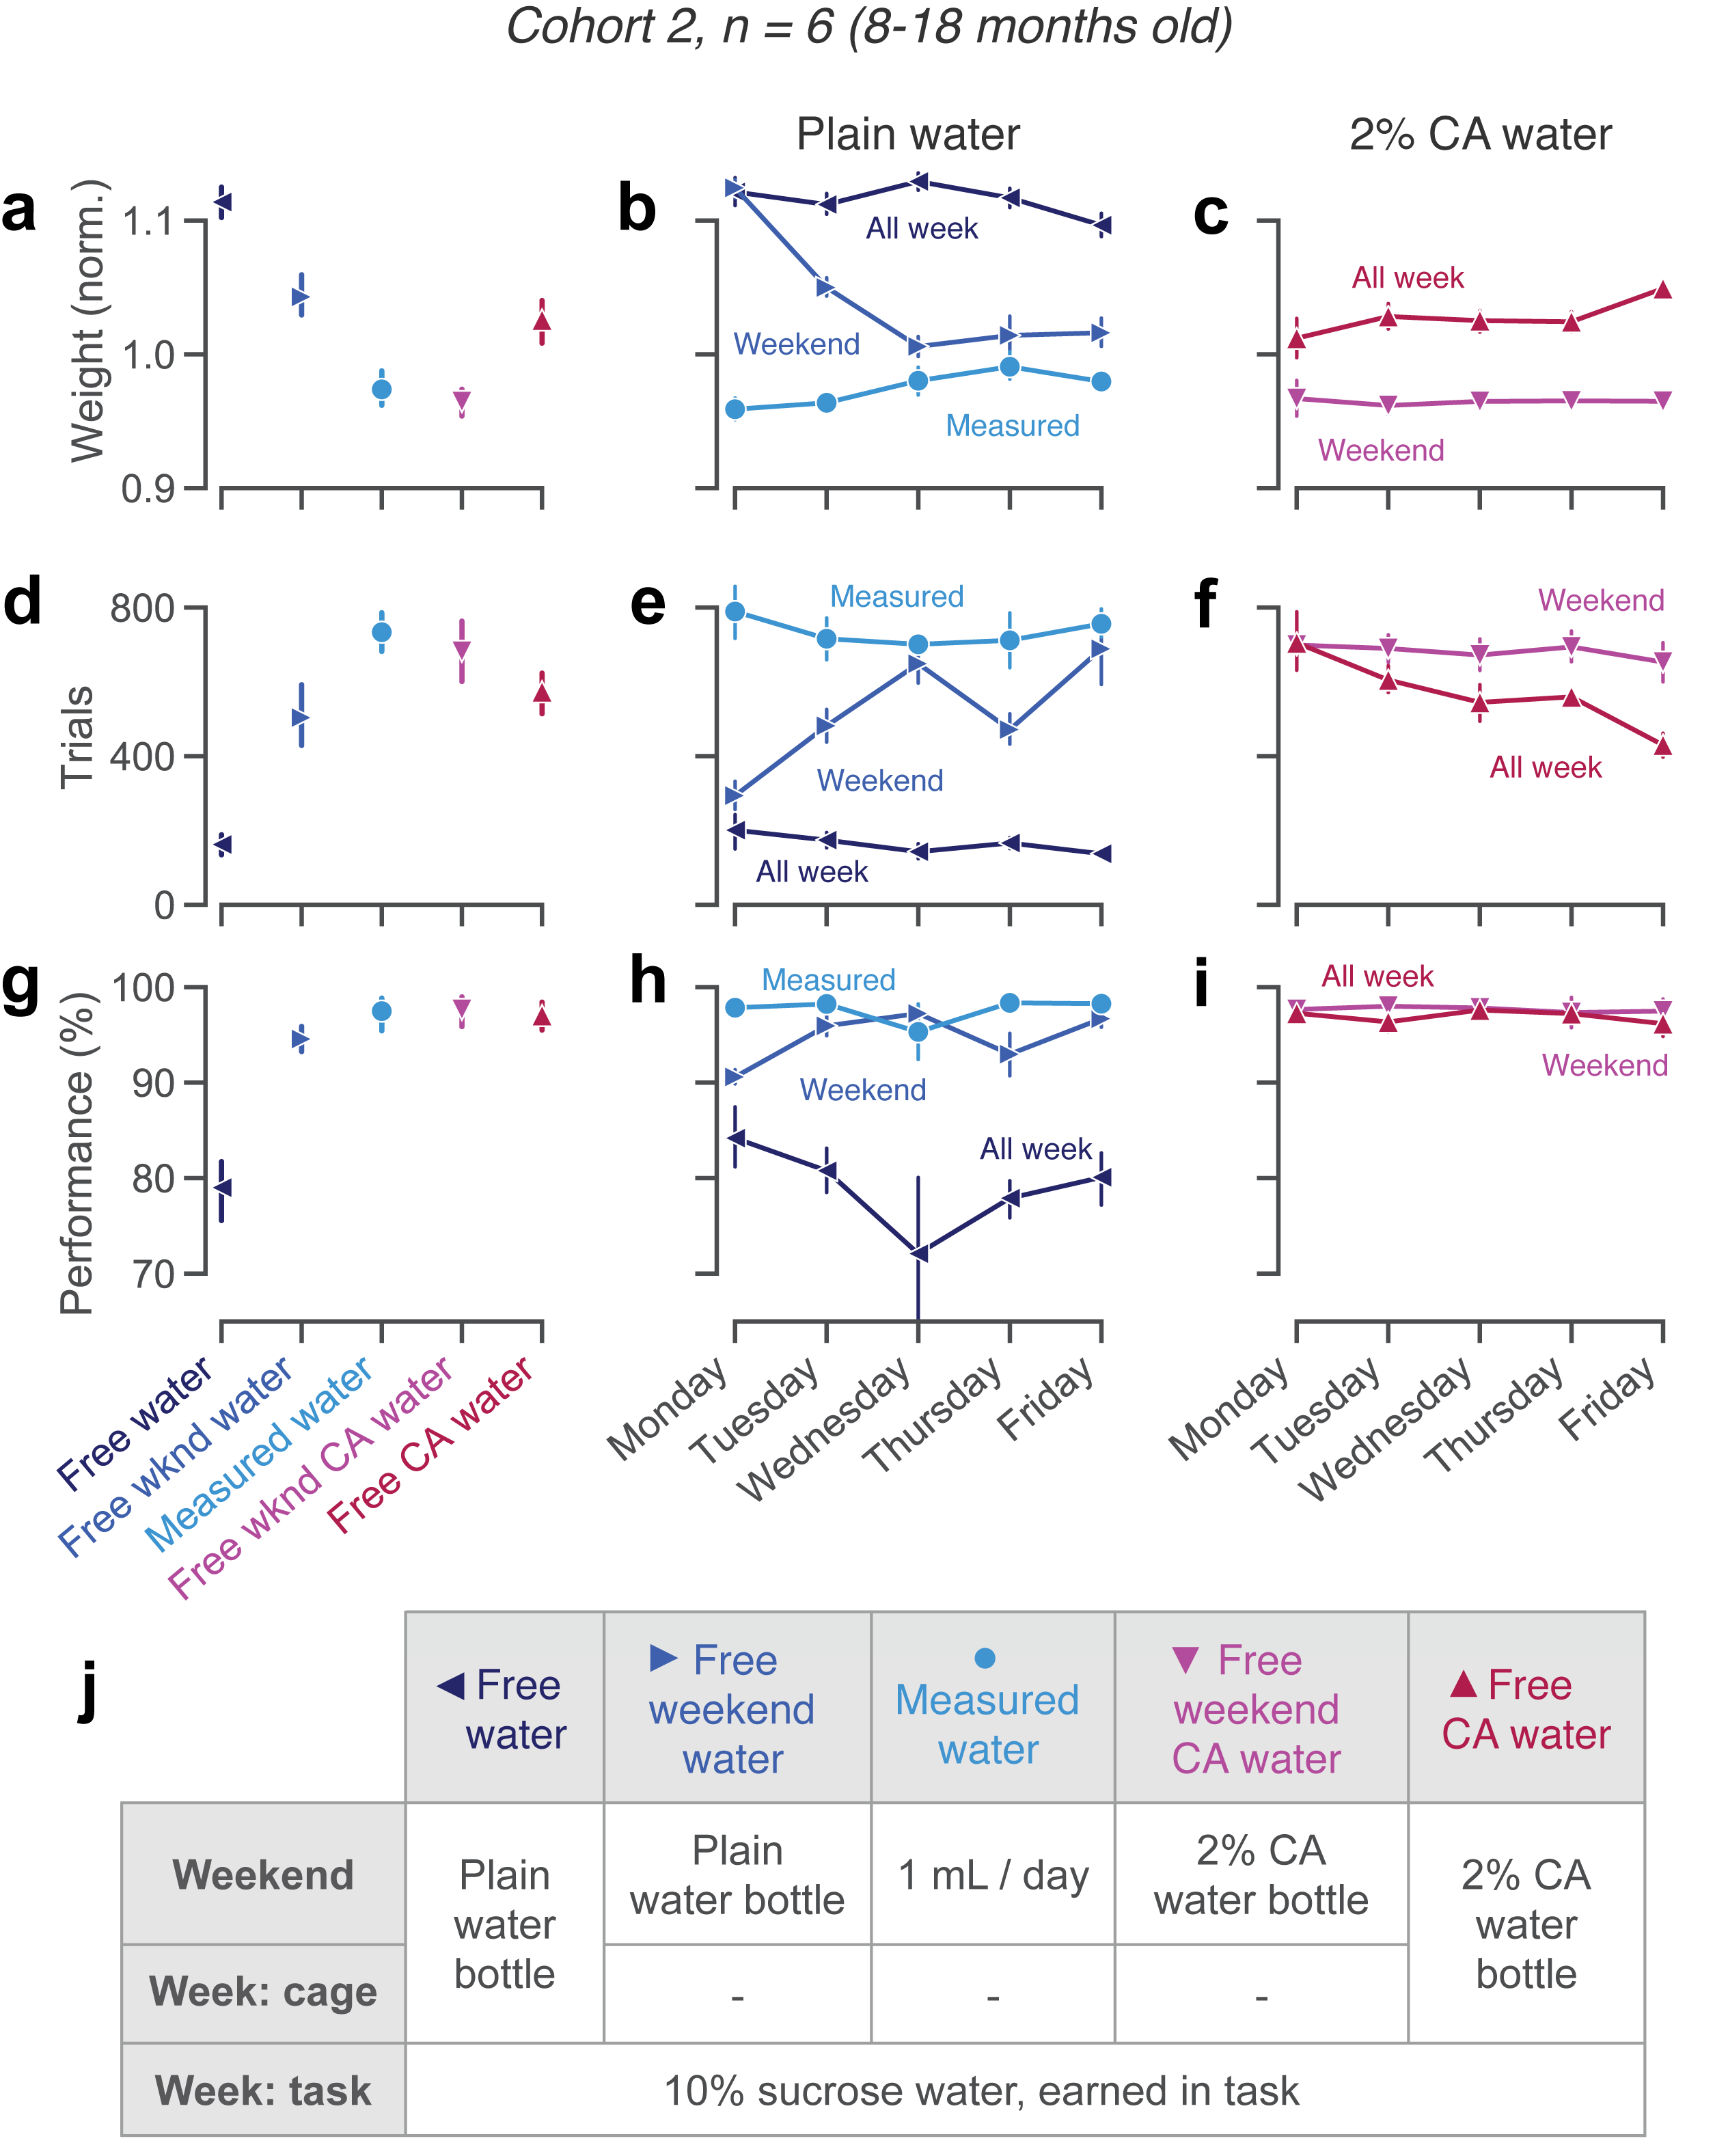 Cohort 2, n = 6 (8-18 months old)
Plain water
2% CA water
a
Weight (norm.)
1.1
1.0
0.9
b
All week
Weekend
Measured
c
All week
Weekend
d
Trials
800
400
0
e
Measured
Weekend
All week
f
Weekend
All week
g
Performance (%)
100
90
80
70
h
Measured
Weekend
All week
i
All week
Weekend
Free water
Free wknd water
Measured water
Free wknd CA water
Free CA water
Monday
Tuesday
Wednesday
Thursday
Friday
Monday
Tuesday
Wednesday
Thursday
Friday
j
Free
water
Free
weekend
water
Measured
water
Free
weekend
CA water
Free
CA water
Weekend
Plain
water
bottle
Plain
water bottle
1 mL / day
2% CA
water bottle
2% CA
water
bottle
Week: cage
-
-
-
Week: task
10% sucrose water, earned in task